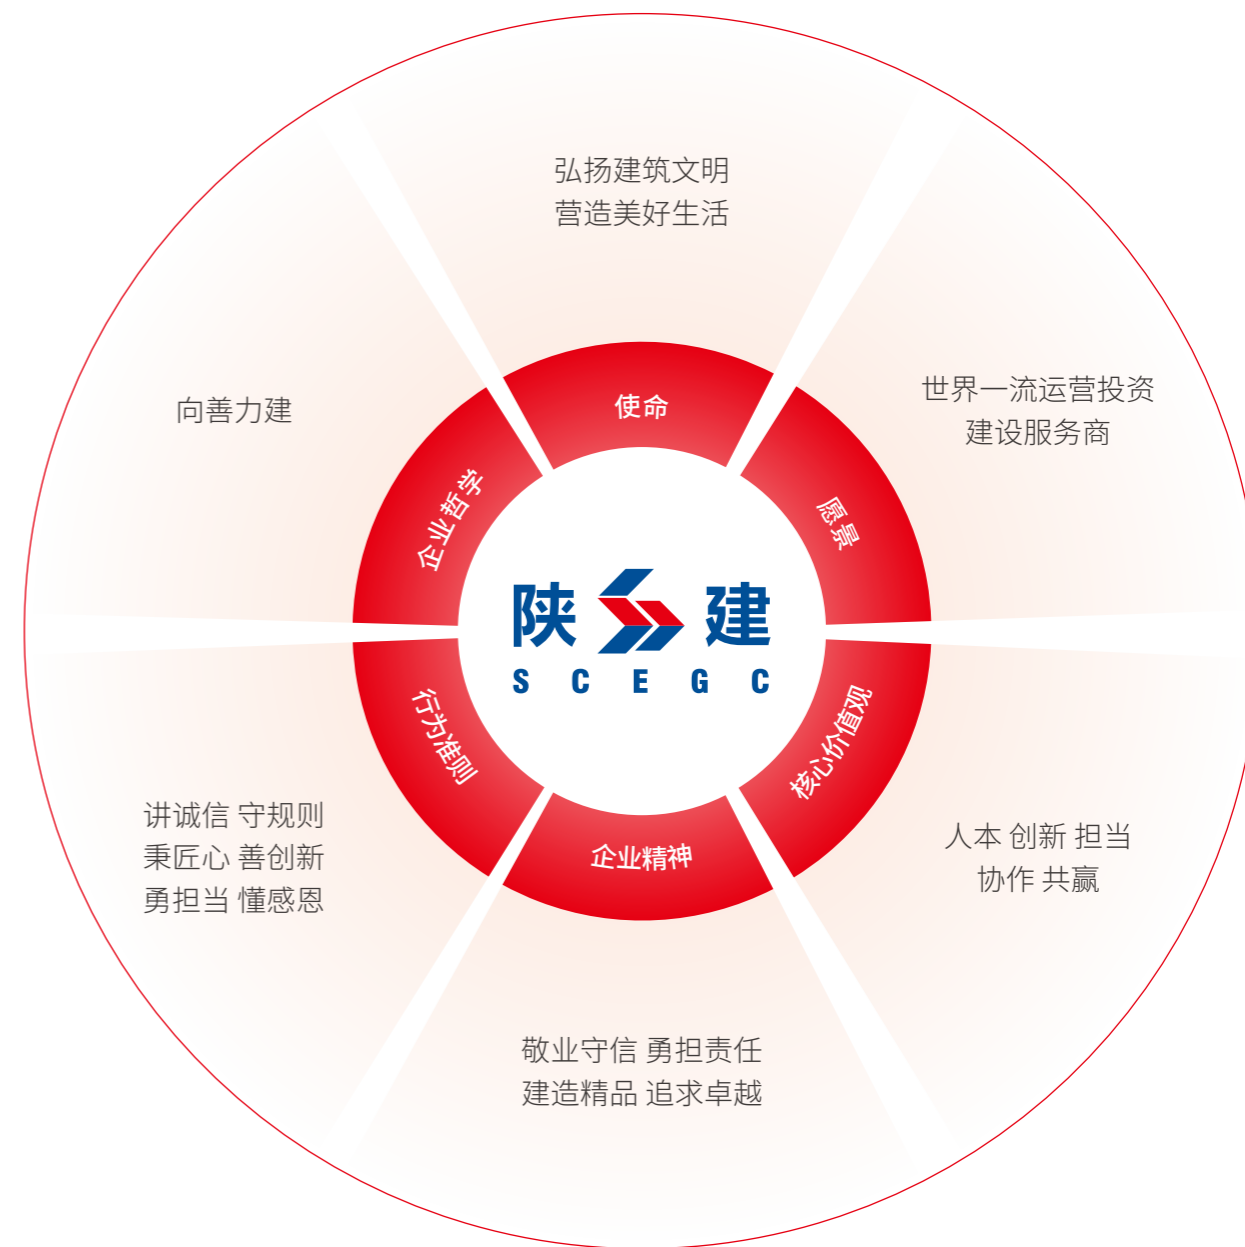 弘扬建筑文明
营造美好生活
使命
世界一流运营投资
建设服务商
愿景
人本 创新 担当
协作 共赢
核心价值观
敬业守信 勇担责任
建造精品 追求卓越
企业精神
讲诚信 守规则
秉匠心 善创新
勇担当 懂感恩
行为准则
向善力建
企业哲学
陕建
SCEGC